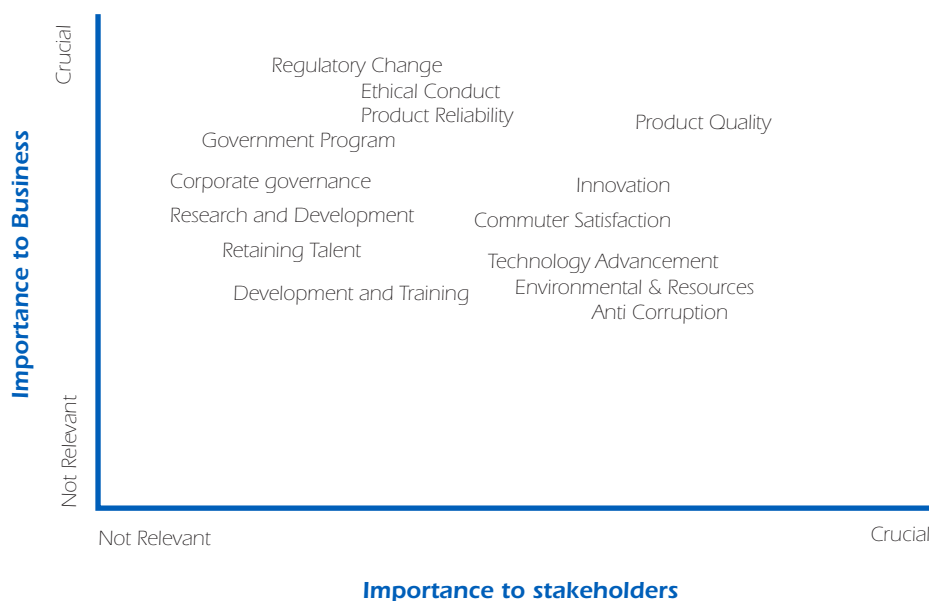 Crucial
Importance to Business
Not Relevant
Regulatory Change
Ethical Conduct
Product Reliability
Product Quality
Government Program
Corporate governance
Innovation
Research and Development
Commuter Satisfaction
Retaining Talent
Technology Advancement
Environmental & Resources
Development and Training
Anti Corruption
Not Relevant
Crucial
Importance to stakeholders